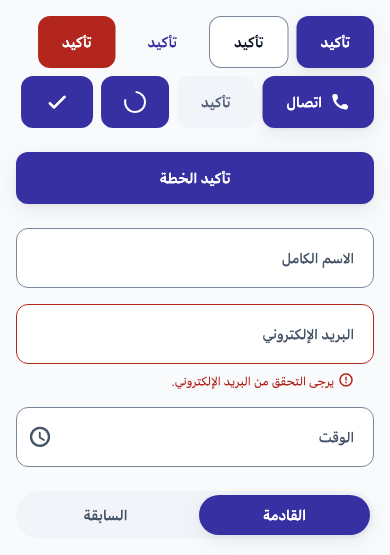 تأكيد تأكيد تأكيد تأكيد
اتصال تأكيد
تأكيد الخطة
الاسم الكامل
البريد الإلكتروني
يرجى التحقق من البريد الإلكتروني.
الوقت
القادمة السابقة